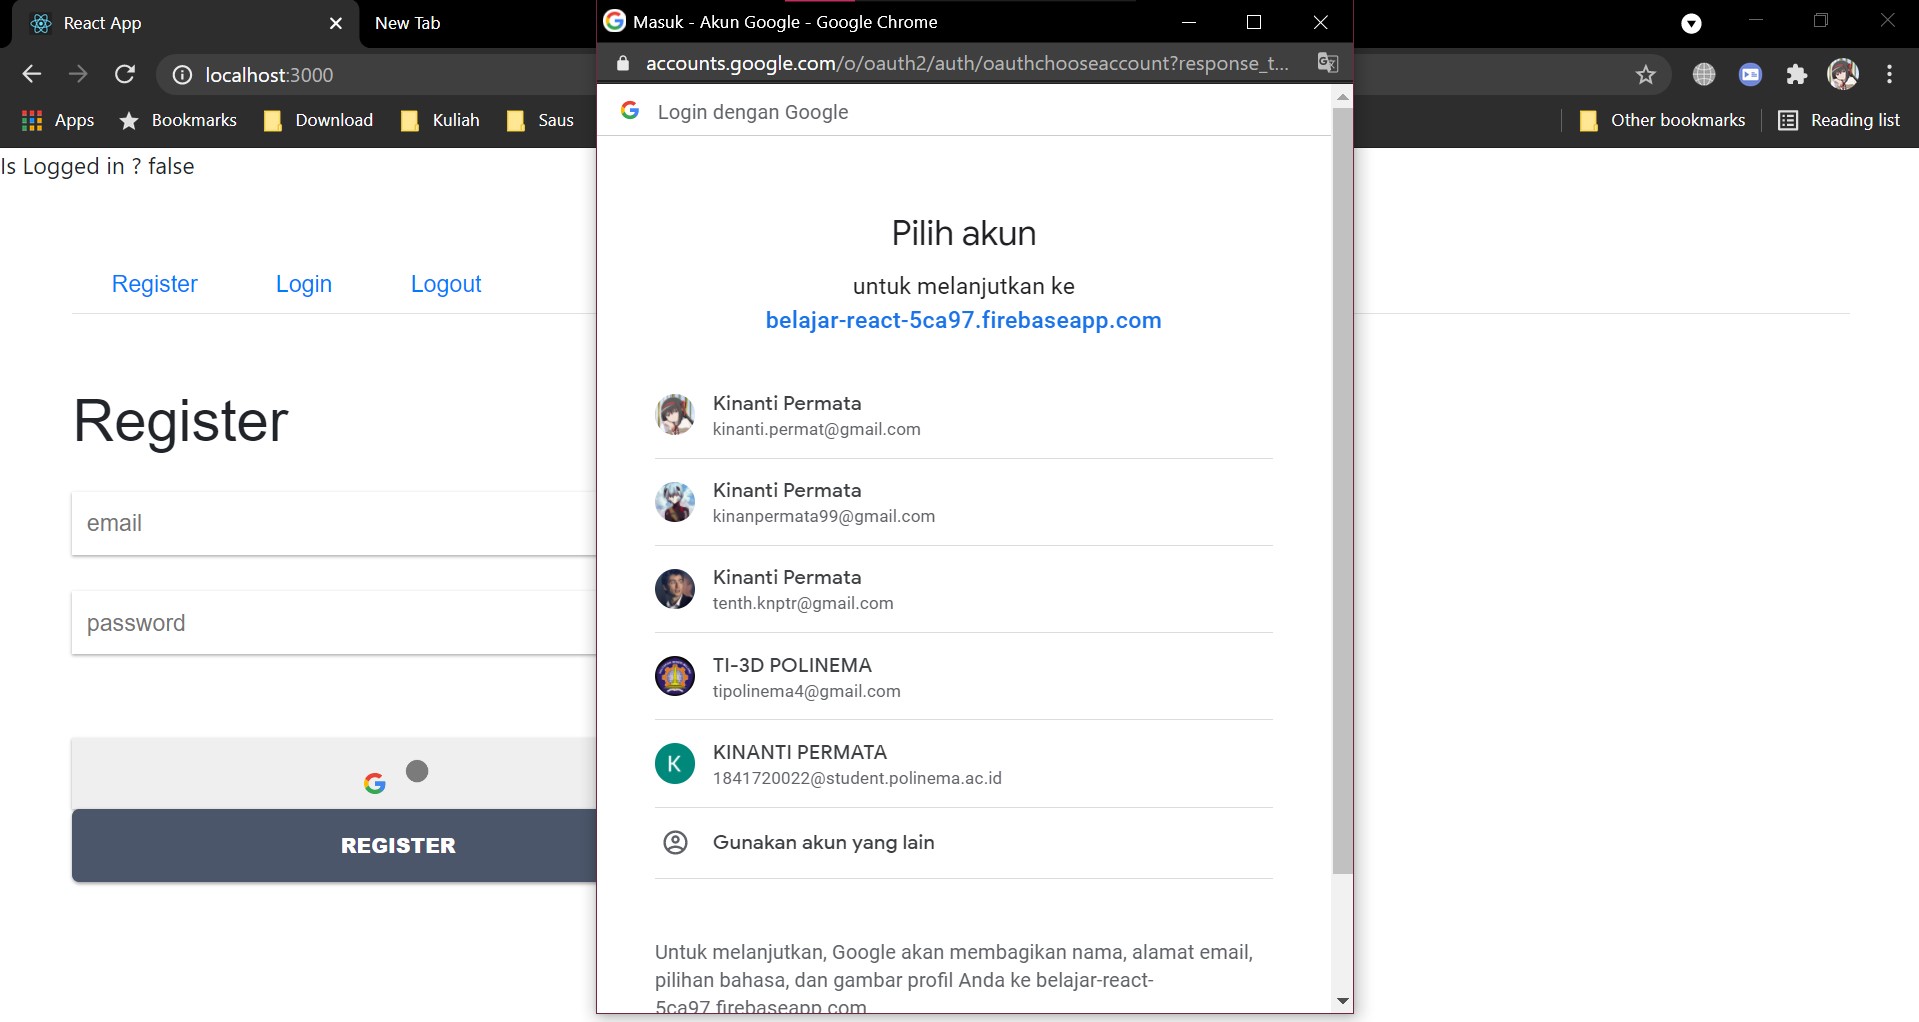 React App
New Tab
localhost:3000
Apps
Bookmarks
Download
Kuliah
Saus
Other bookmarks
Reading list
Is Logged in ? false
Register
Login
Logout
Register
email
password
REGISTER
Masuk - Akun Google - Google Chrome
accounts.google.com/o/oauth2/auth/oauthchooseaccount?response_t...
Login dengan Google
Pilih akun
untuk melanjutkan ke
belajar-react-5ca97.firebaseapp.com
Kinanti Permata
kinanti.permat@gmail.com
Kinanti Permata
kinanpermata99@gmail.com
Kinanti Permata
tenth.knptr@gmail.com
TI-3D POLINEMA
tipolinema4@gmail.com
K
KINANTI PERMATA
1841720022@student.polinema.ac.id
Gunakan akun yang lain
Untuk melanjutkan, Google akan membagikan nama, alamat email,
pilihan bahasa, dan gambar profil Anda ke belajar-react-
5ca97.firebaseapp.com